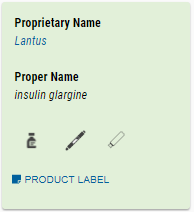 Proprietary Name
Lantus
Proper Name
insulin glargine
PRODUCT LABEL